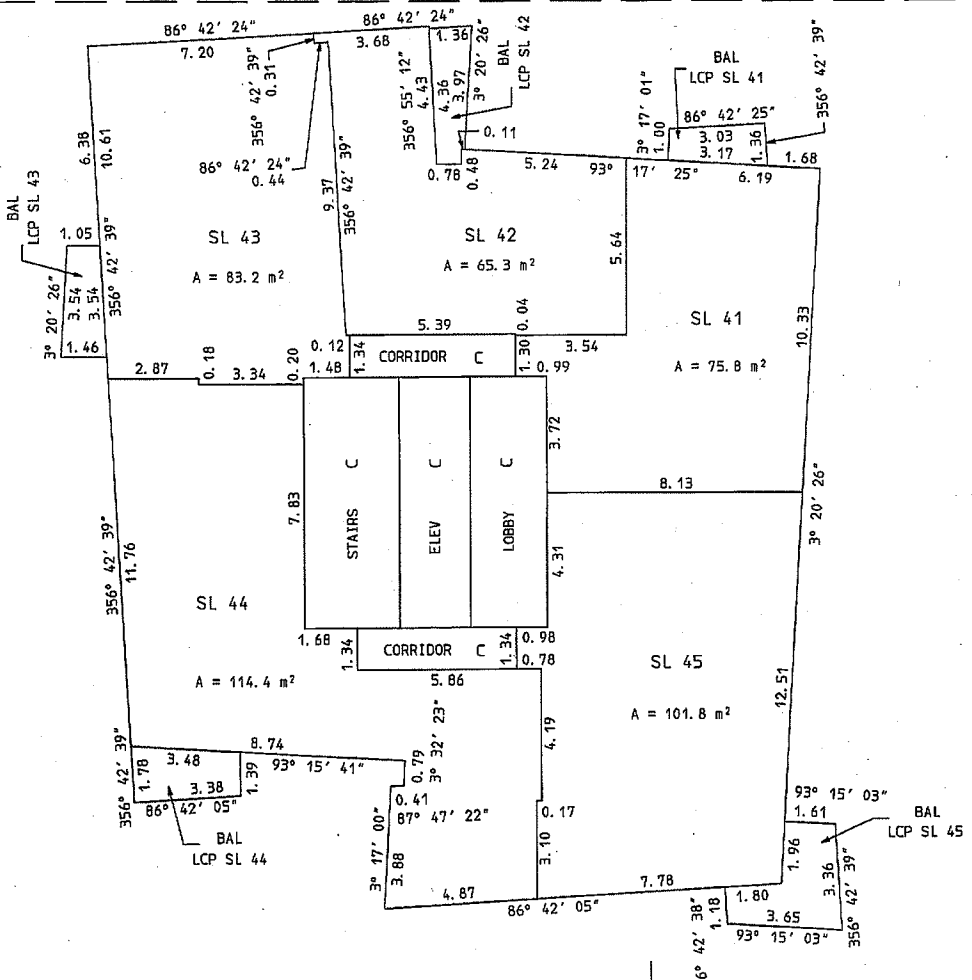 86° 42' 24"
7.20
356° 42' 39"
0.31
86° 42' 24"
3.68
1.36
356° 55' 12"
4.43
4.36
3.97
3° 20' 26"
BAL
LCP SL 42
0.11
0.78
0.48
5.24
93° 17' 25"
3° 17' 01"
1.00
BAL
LCP SL 41
86° 42' 25"
3.03
3.17
1.36
356° 42' 39"
6.19
1.68
6.38
10.61
BAL
LCP SL 43
1.05
3.54
3.54
3° 20' 26"
356° 42' 39"
1.46
86° 42' 24"
0.44
9.37
356° 42' 39"
SL 43
A = 83.2 m²
SL 42
A = 65.3 m²
5.64
SL 41
A = 75.8 m²
10.33
5.39
0.04
0.12
1.34
CORRIDOR C
1.30
3.54
0.99
2.87
0.18
3.34
0.20
1.48
3.72
8.13
3° 20' 26"
7.83
STAIRS C
ELEV C
LOBBY C
4.31
356° 42' 39"
11.76
SL 44
A = 114.4 m²
1.68
1.34
CORRIDOR C
1.34
0.98
0.78
5.86
SL 45
A = 101.8 m²
12.51
4.19
356° 42' 39"
1.78
3.48
3.38
1.39
86° 42' 05"
BAL
LCP SL 44
8.74
93° 15' 41"
0.79
3° 32' 23"
0.41
87° 47' 22"
3° 17' 00"
3.88
0.17
3.10
4.87
86° 42' 05"
7.78
93° 15' 03"
1.61
BAL
LCP SL 45
1.96
3.36
356° 42' 39"
1.80
1.18
6° 42' 38"
3.65
93° 15' 03"